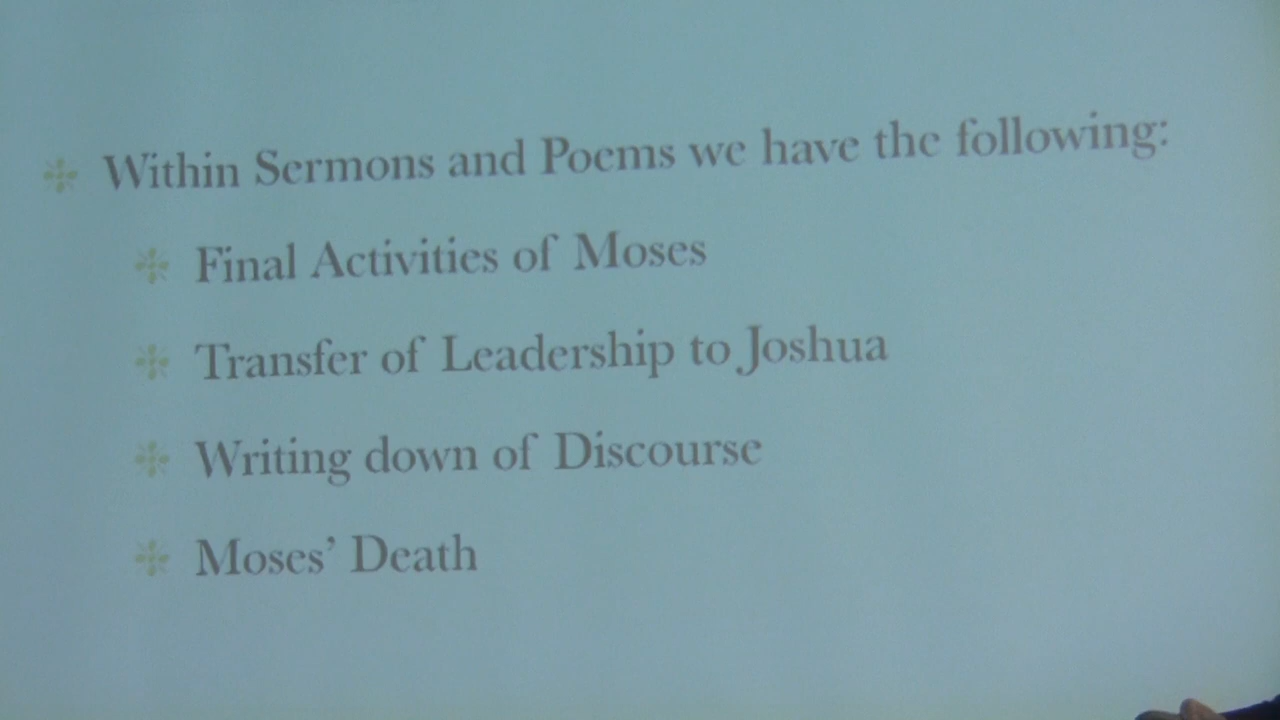 Within Sermons and Poems we have the following:
Final Activities of Moses
Transfer of Leadership to Joshua
Writing down of Discourse
Moses’ Death